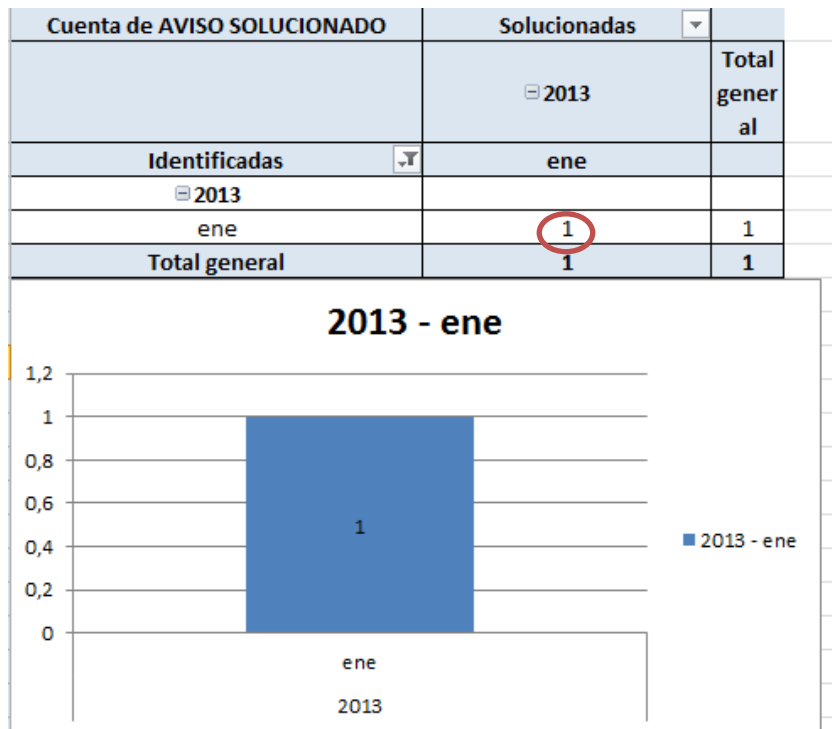 Cuenta de AVISO SOLUCIONADO Solucionadas
2013 Total
gener
al
Identificadas ene
2013
ene 1 1
Total general 1 1
2013 - ene
1,2
1
0,8
0,6
1
0,4
2013 - ene
0,2
0
ene
2013